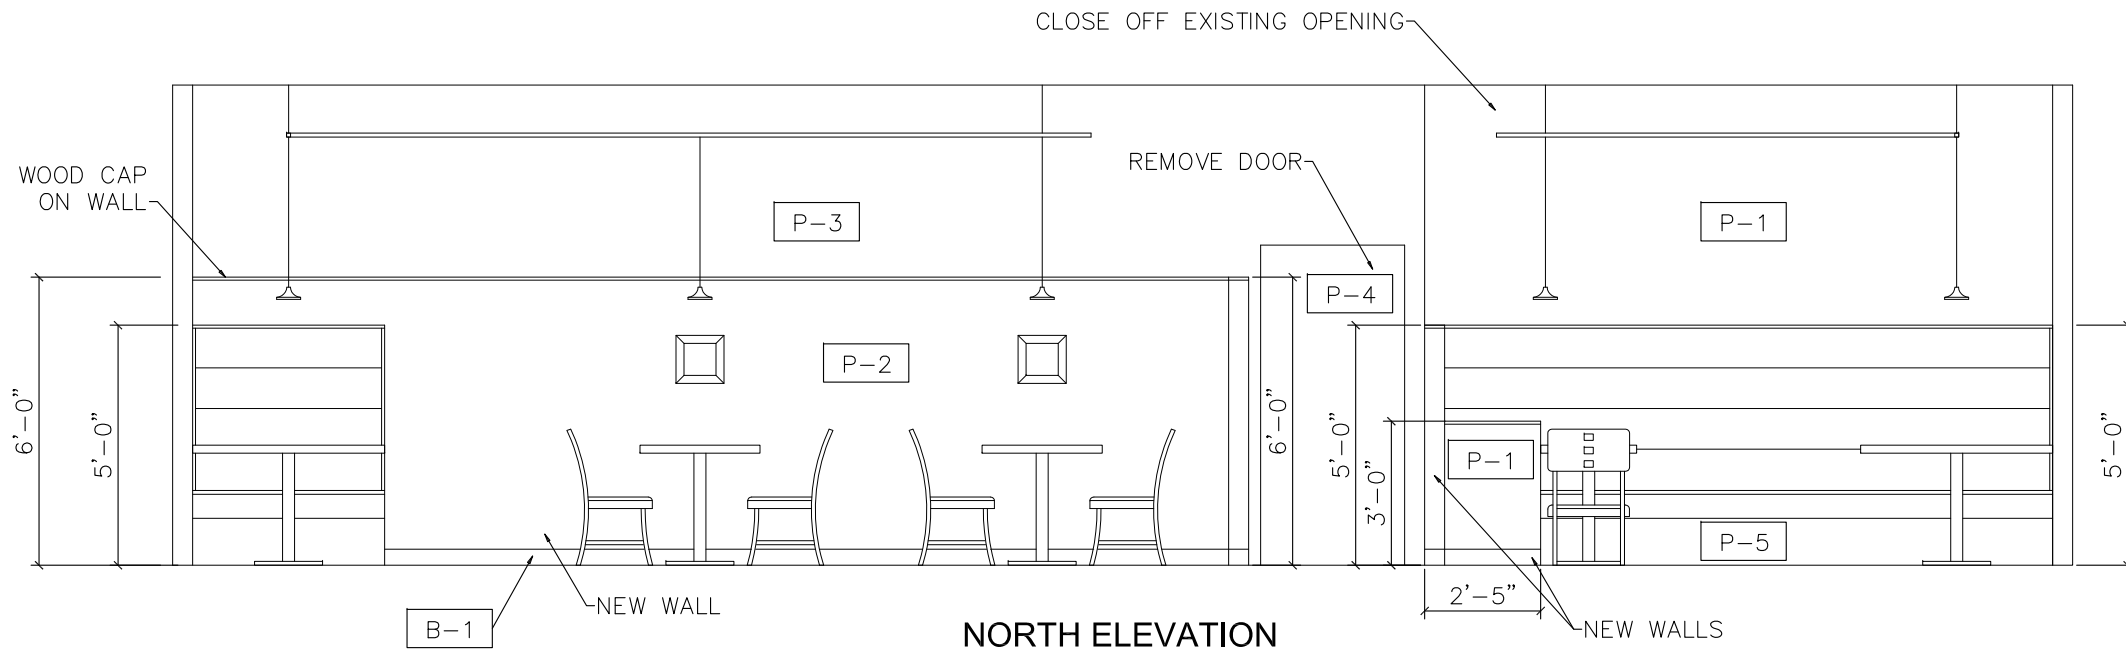 CLOSE OFF EXISTING OPENING
REMOVE DOOR
WOOD CAP
ON WALL
P-3
P-1
P-4
P-2
6'-0"
5'-0"
6'-0"
5'-0"
3'-0"
P-1
5'-0"
P-5
2'-5"
NEW WALL
B-1
NEW WALLS
NORTH ELEVATION